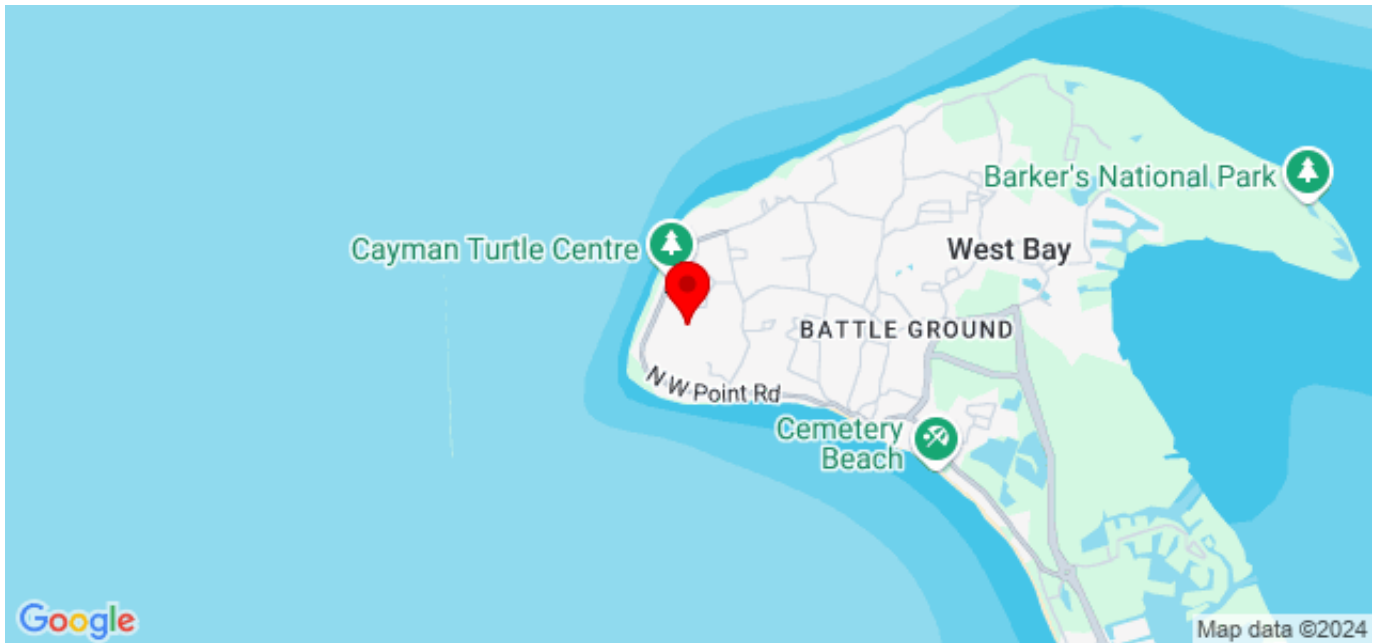 Barker's National Park
Cayman Turtle Centre
West Bay
BATTLE GROUND
N W Point Rd
Cemetery
Beach
Google
Map data ©2024